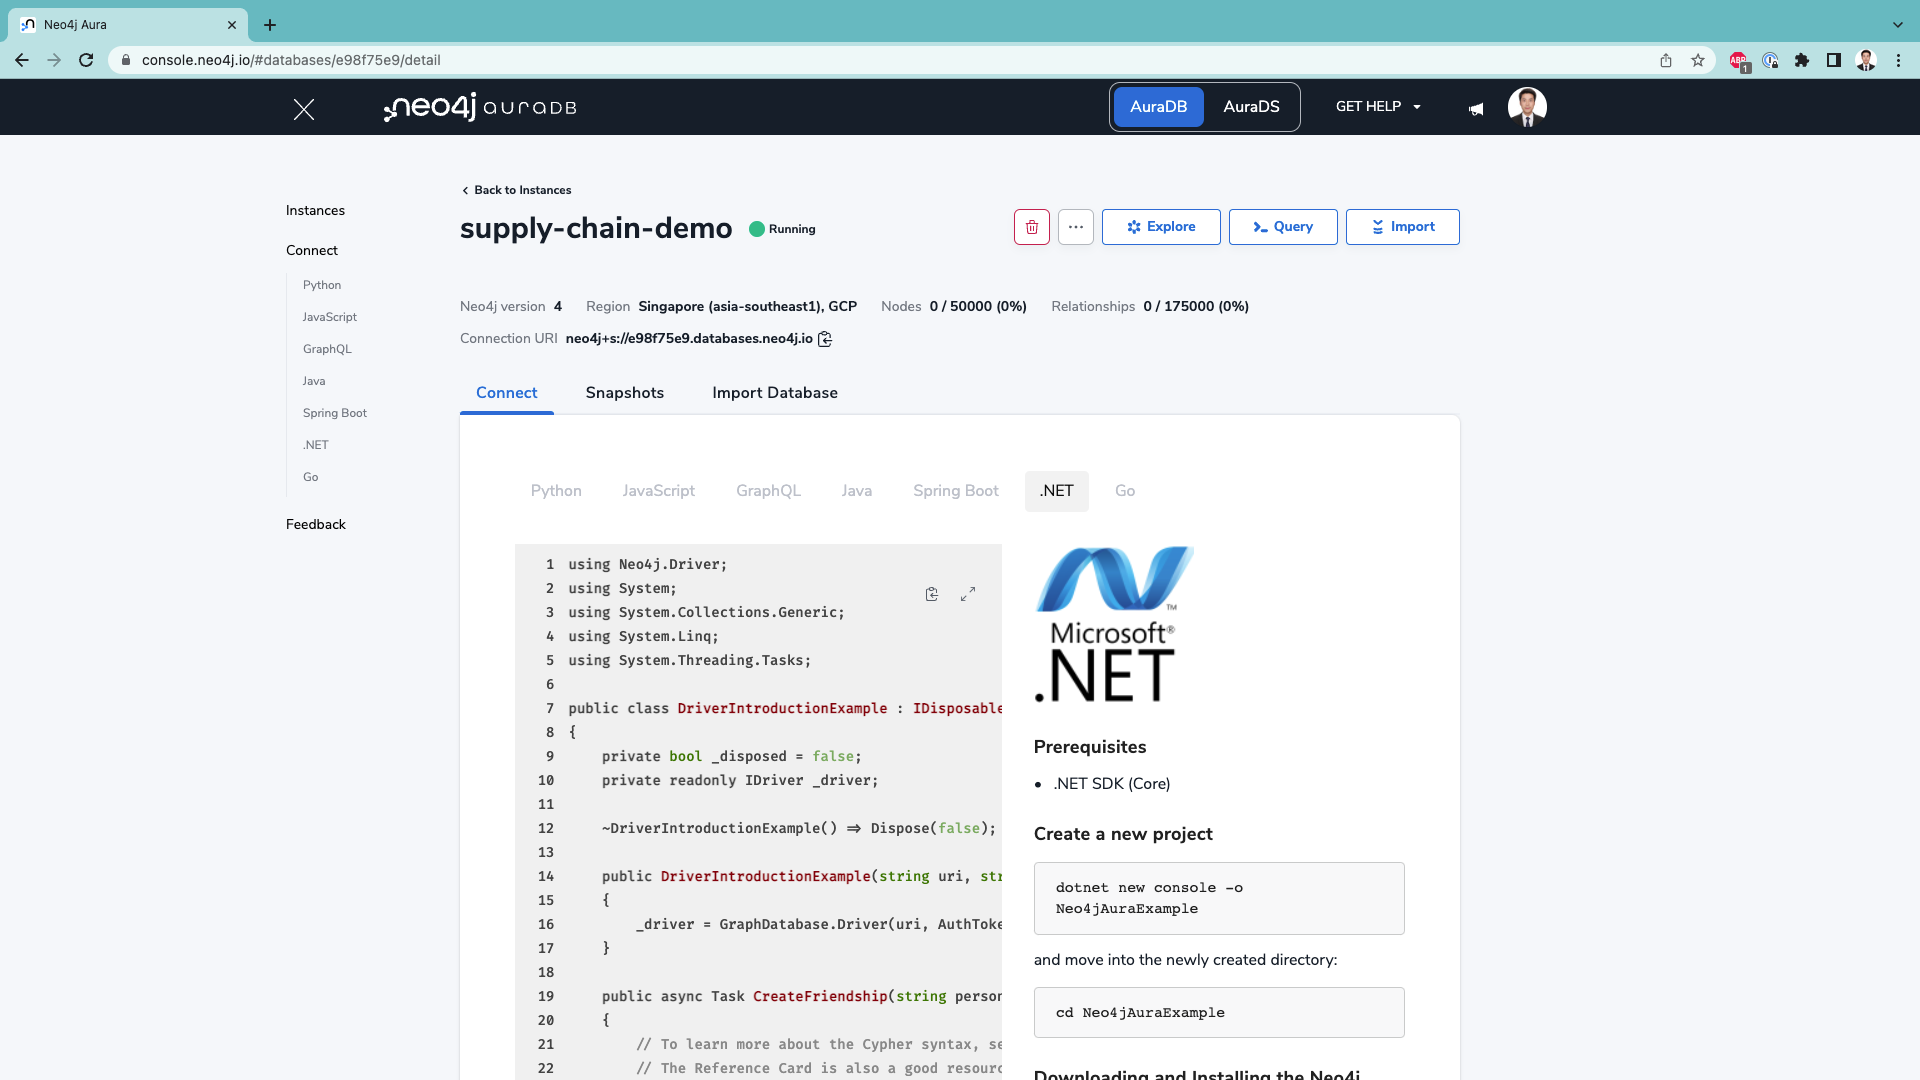 Neo4j Aura
console.neo4j.io/#databases/e98f75e9/detail
ABP
1
neo4j auraDB
AuraDB
AuraDS
GET HELP
Instances
Connect
Python
JavaScript
GraphQL
Java
Spring Boot
.NET
Go
Feedback
Back to Instances
supply-chain-demo
Running
Explore
Query
Import
Neo4j version 4 Region Singapore (asia-southeast1), GCP Nodes 0 / 50000 (0%) Relationships 0 / 175000 (0%)
Connection URI neo4j+s://e98f75e9.databases.neo4j.io
Connect
Snapshots
Import Database
Python
JavaScript
GraphQL
Java
Spring Boot
.NET
Go
1 using Neo4j.Driver;
2 using System;
3 using System.Collections.Generic;
4 using System.Linq;
5 using System.Threading.Tasks;
6
7 public class DriverIntroductionExample : IDisposable
8 {
9     private bool _disposed = false;
10     private readonly IDriver _driver;
11
12     ~DriverIntroductionExample() => Dispose(false);
13
14     public DriverIntroductionExample(string uri, str
15     {
16         _driver = GraphDatabase.Driver(uri, AuthToke
17     }
18
19     public async Task CreateFriendship(string person
20     {
21         // To learn more about the Cypher syntax, se
22         // The Reference Card is also a good resourc
Microsoft®
.NET
TM
Prerequisites
• .NET SDK (Core)
Create a new project
dotnet new console -o
Neo4jAuraExample
and move into the newly created directory:
cd Neo4jAuraExample
Downloading and Installing the Neo4j